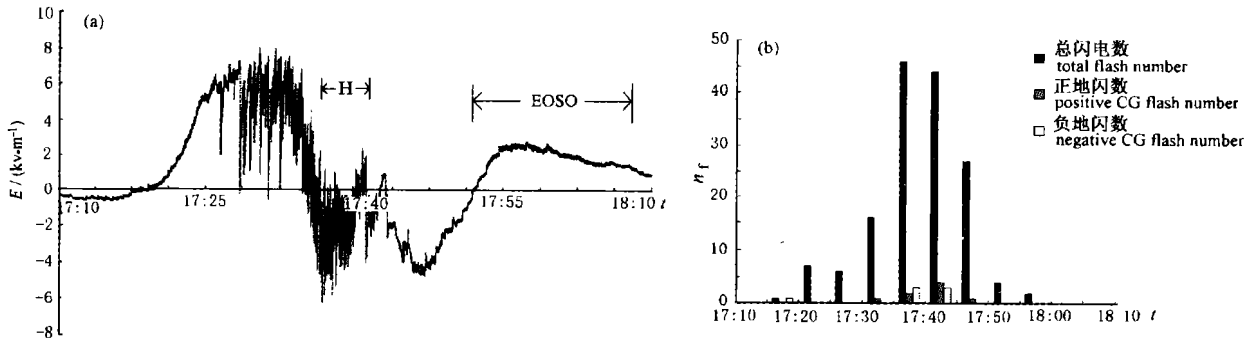 (a)
E / (kv·m⁻¹)
8
6
4
2
0
−2
−4
−6
−8
H
EOSO
17:10
17:25
17:40
17:55
18:10 t
(b)
n_f
50
40
30
20
10
0
17:10
17:20
17:30
17:40
17:50
18:00
18 10 t
总闪电数
total flash number
正地闪数
positive CG flash number
负地闪数
negative CG flash number